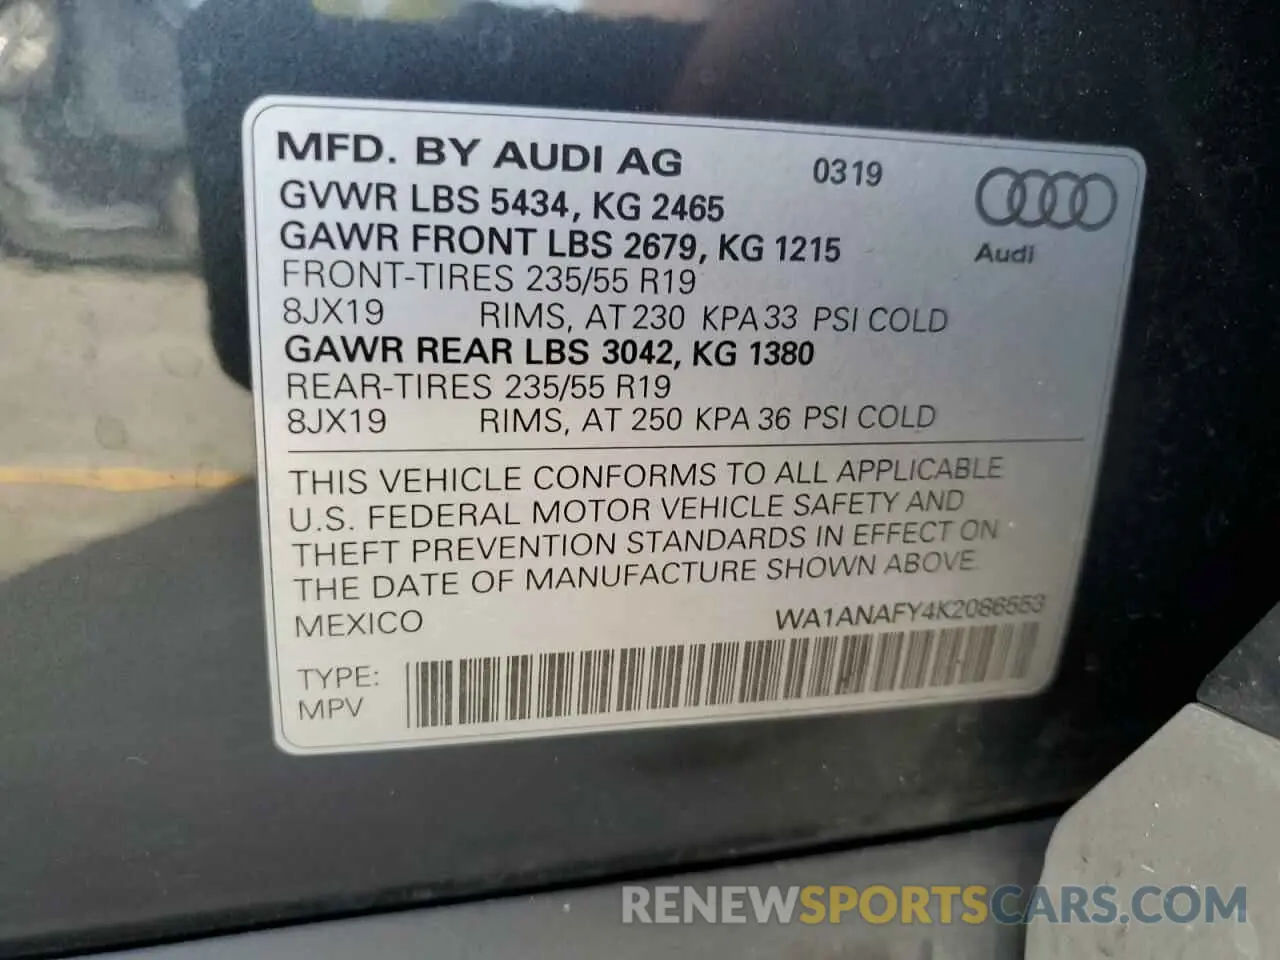 MFD. BY AUDI AG 0319
GVWR LBS 5434, KG 2465
GAWR FRONT LBS 2679, KG 1215
Audi
FRONT-TIRES 235/55 R19
8JX19 RIMS, AT 230 KPA 33 PSI COLD
GAWR REAR LBS 3042, KG 1380
REAR-TIRES 235/55 R19
8JX19 RIMS, AT 250 KPA 36 PSI COLD
THIS VEHICLE CONFORMS TO ALL APPLICABLE
U.S. FEDERAL MOTOR VEHICLE SAFETY AND
THEFT PREVENTION STANDARDS IN EFFECT ON
THE DATE OF MANUFACTURE SHOWN ABOVE.
MEXICO WA1ANAFY4K2086553
TYPE:
MPV
RENEWSPORTSCARS.COM